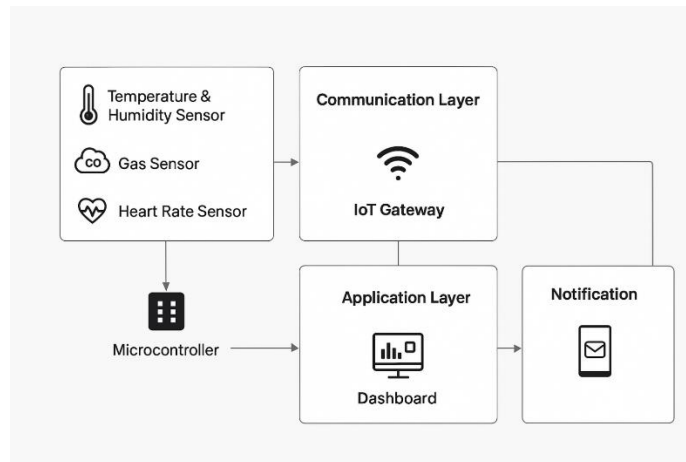 Temperature &
Humidity Sensor
CO
Gas Sensor
Heart Rate Sensor
Communication Layer
IoT Gateway
Microcontroller
Application Layer
Dashboard
Notification